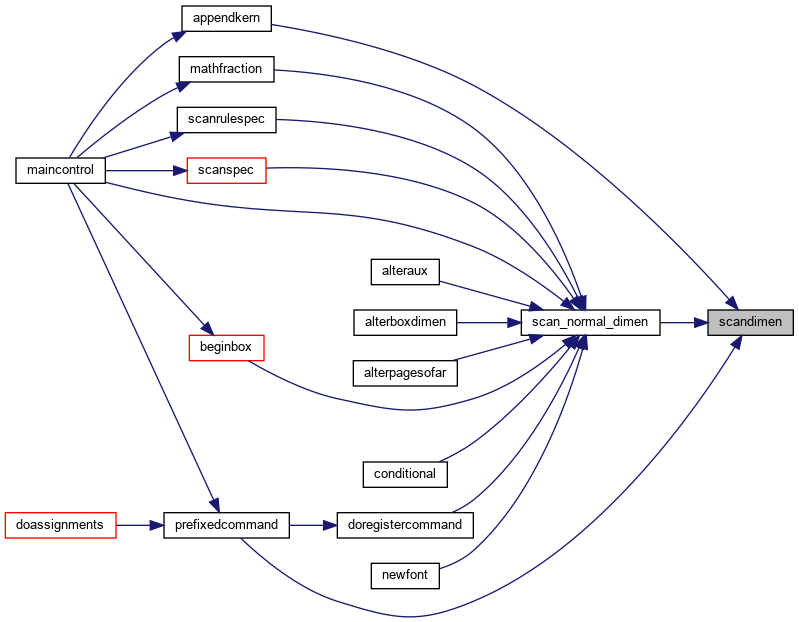 appendkern
mathfraction
scanrulespec
maincontrol
scanspec
alteraux
alterboxdimen
scan_normal_dimen
scandimen
beginbox
alterpagesofar
conditional
doassignments
prefixedcommand
doregistercommand
newfont